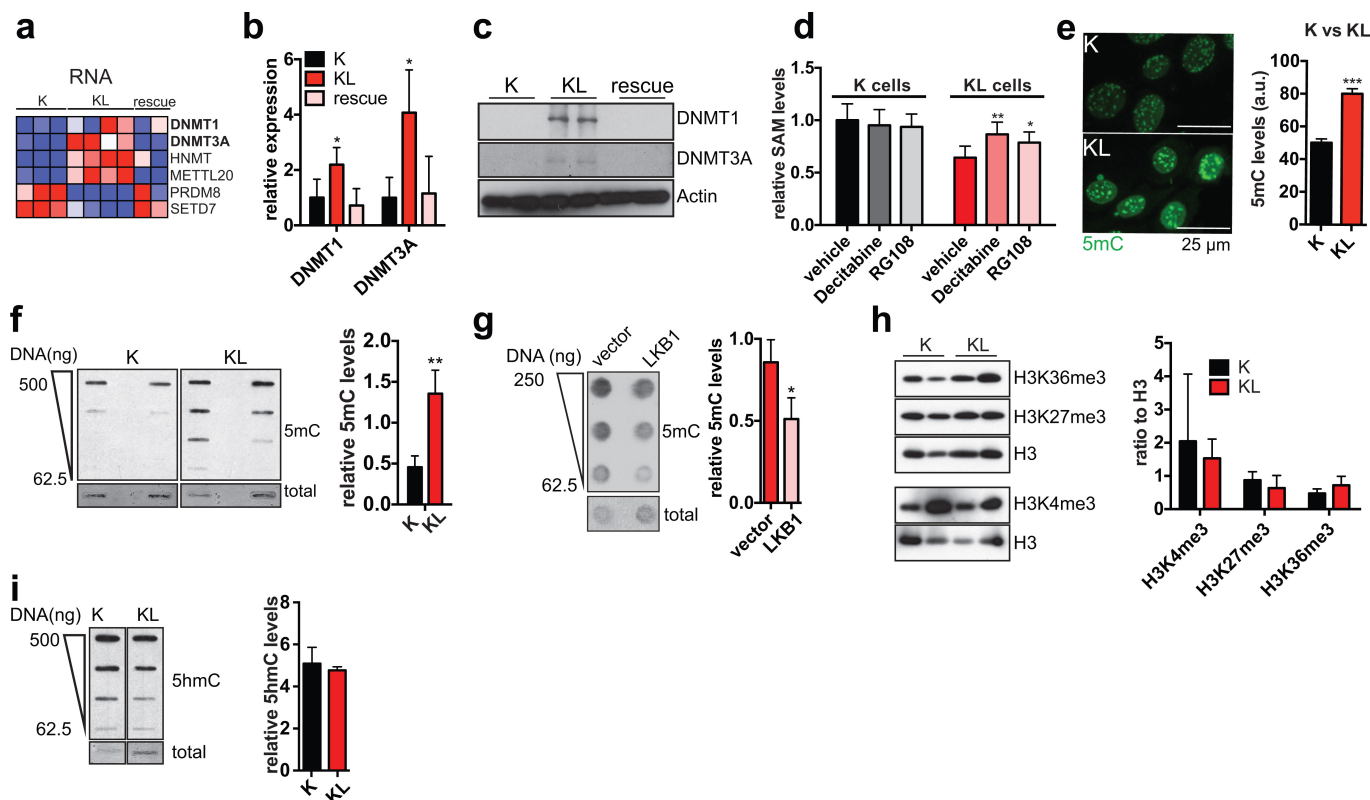 a
RNA
K KL rescue
DNMT1
DNMT3A
HNMT
METTL20
PRDM8
SETD7
b
relative expression
6
4
2
0
K
KL
rescue
*
*
DNMT1
DNMT3A
c
K KL rescue
DNMT1
DNMT3A
Actin
d
relative SAM levels
1.5
1.0
0.5
0.0
K cells KL cells
**
*
vehicle
Decitabine
RG108
vehicle
Decitabine
RG108
e
K
KL
5mC
25 µm
K vs KL
5mC levels (a.u.)
100
80
60
40
20
0
***
K
KL
f
DNA(ng)
K KL
500
62.5
5mC
total
relative 5mC levels
2.0
1.5
1.0
0.5
0.0
**
K
KL
g
DNA (ng)
vector
LKB1
250
62.5
5mC
total
relative 5mC levels
1.0
0.5
0.0
*
vector
LKB1
h
K KL
H3K36me3
H3K27me3
H3
H3K4me3
H3
ratio to H3
5
4
3
2
1
0
K
KL
H3K4me3
H3K27me3
H3K36me3
i
DNA(ng)
K KL
500
62.5
5hmC
total
relative 5hmC levels
8
6
4
2
0
K
KL